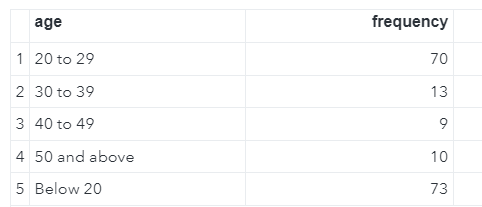 age frequency
1 20 to 29 70
2 30 to 39 13
3 40 to 49 9
4 50 and above 10
5 Below 20 73